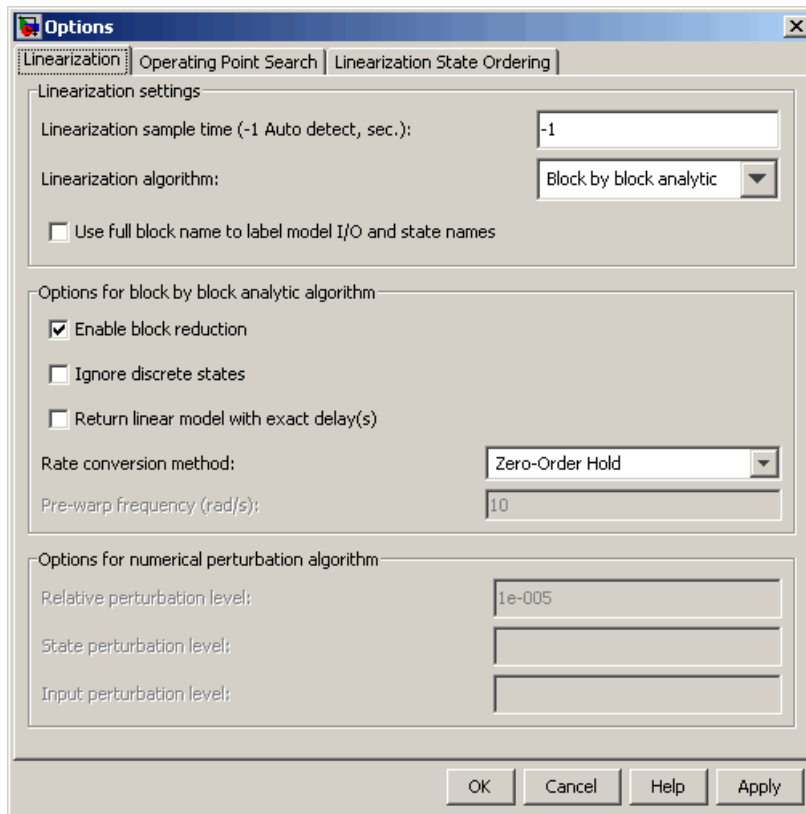 Options
Linearization Operating Point Search Linearization State Ordering
Linearization settings
Linearization sample time (-1 Auto detect, sec.): -1
Linearization algorithm: Block by block analytic
Use full block name to label model I/O and state names
Options for block by block analytic algorithm
Enable block reduction
Ignore discrete states
Return linear model with exact delay(s)
Rate conversion method: Zero-Order Hold
Pre-warp frequency (rad/s): 10
Options for numerical perturbation algorithm
Relative perturbation level: 1e-005
State perturbation level:
Input perturbation level:
OK Cancel Help Apply